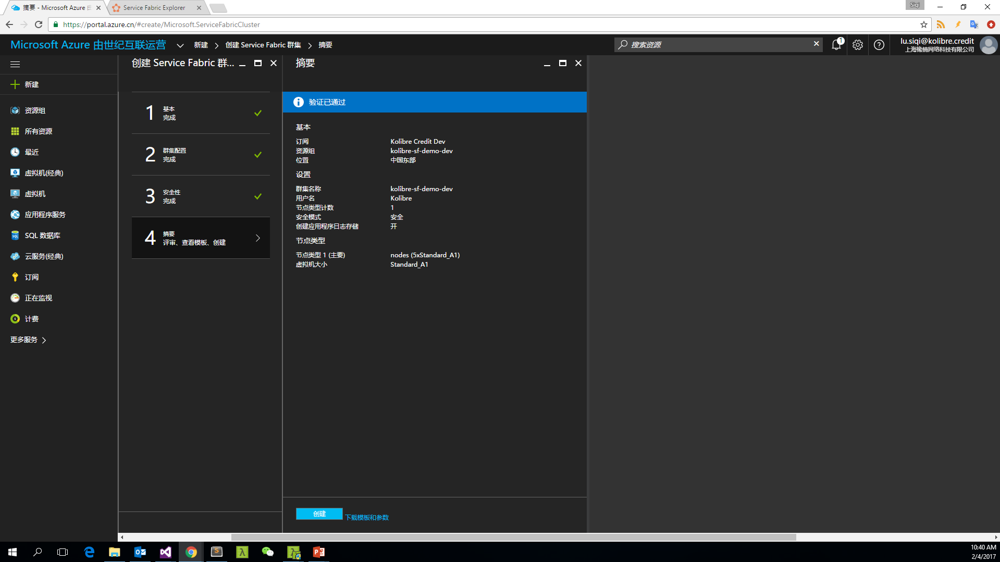 摘要 - Microsoft Azure 由
Service Fabric Explorer
Siqi
https://portal.azure.cn/#create/Microsoft.ServiceFabricCluster
Microsoft Azure 由世纪互联运营
新建
创建 Service Fabric 群集
摘要
搜索资源
1
lu.siqi@kolibre.credit
上海橡楠网络科技有限公司
新建
资源组
所有资源
最近
虚拟机(经典)
虚拟机
应用程序服务
SQL 数据库
云服务(经典)
订阅
正在监视
计费
更多服务
创建 Service Fabric 群...
1
基本
完成
2
群集配置
完成
3
安全性
完成
4
摘要
评审、查看模板、创建
摘要
验证已通过
基本
订阅 Kolibre Credit Dev
资源组 kolibre-sf-demo-dev
位置 中国东部
设置
群集名称 kolibre-sf-demo-dev
用户名 Kolibre
节点类型计数 1
安全模式 安全
创建应用程序日志存储 开
节点类型
节点类型 1 (主要) nodes (5xStandard_A1)
虚拟机大小 Standard_A1
创建
下载模板和参数
10:40 AM
2/4/2017